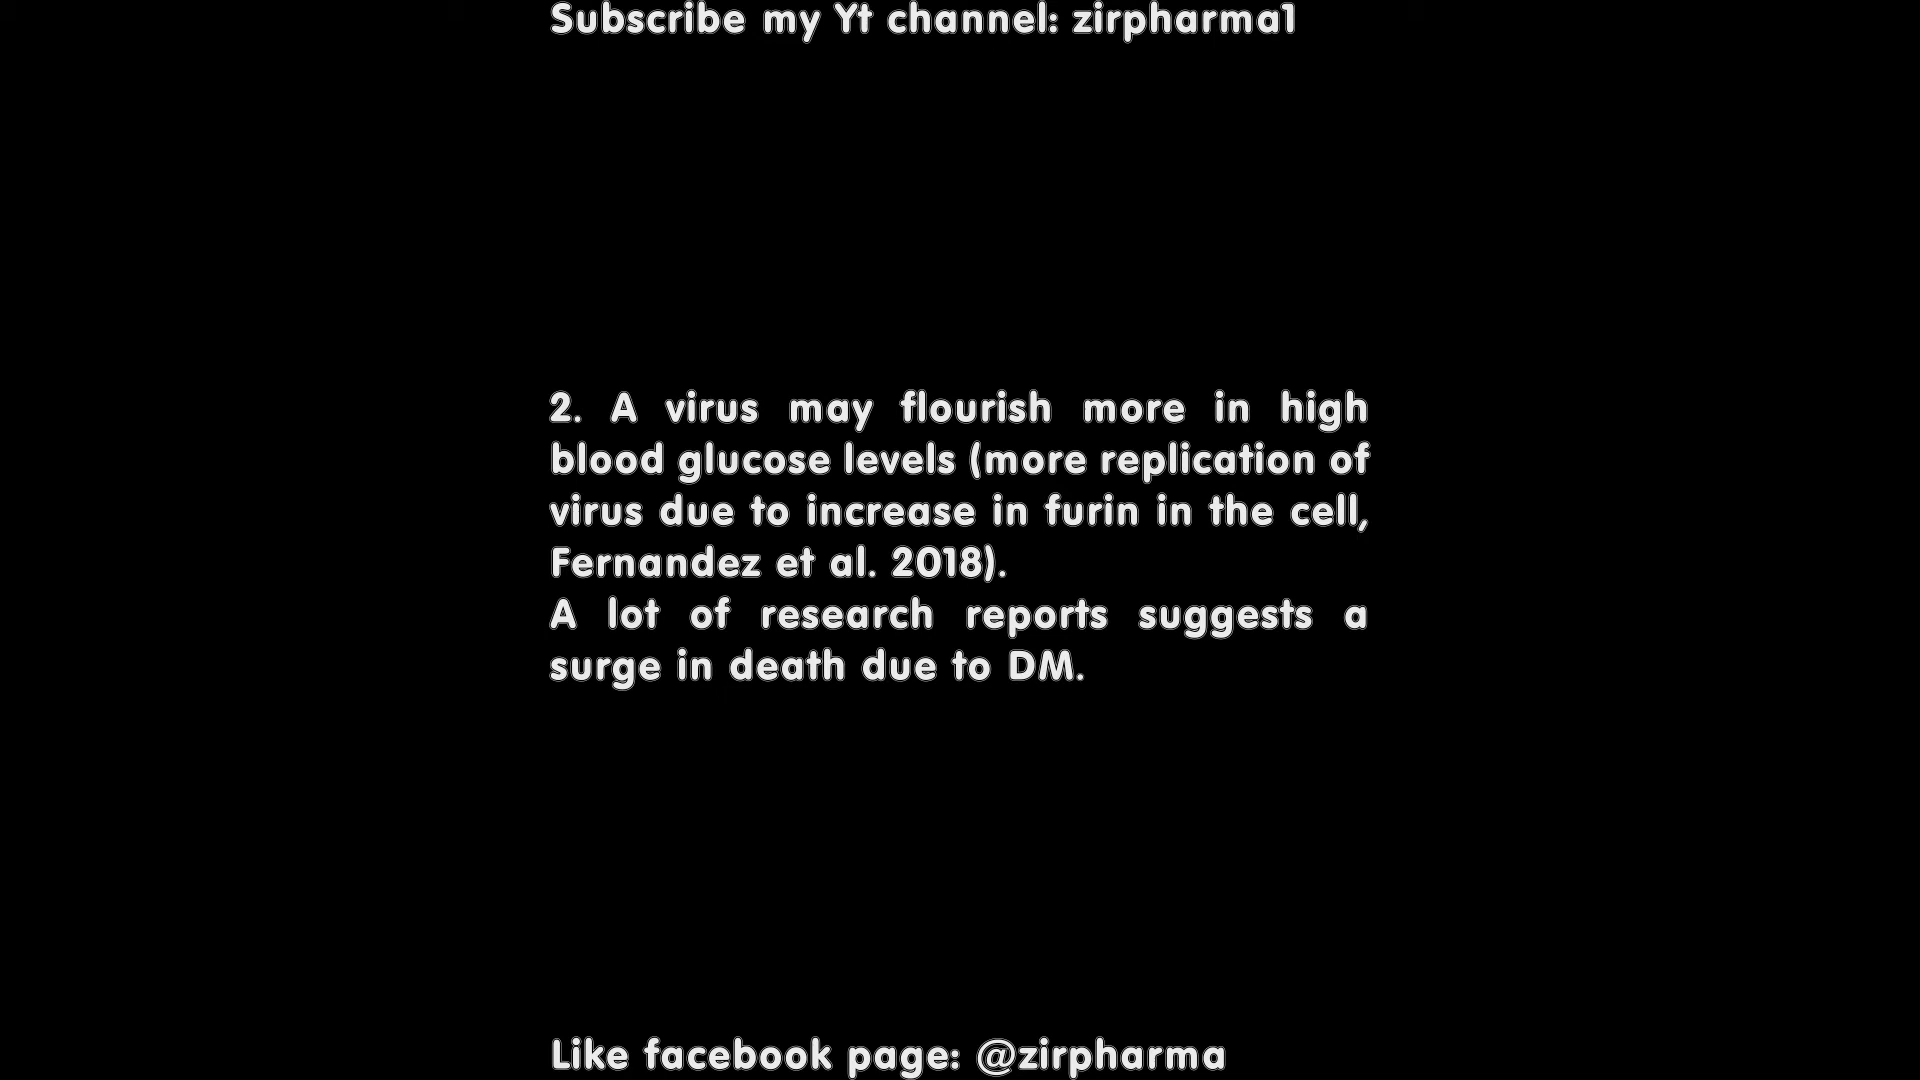 Subscribe my Yt channel: zirpharma1
2. A virus may flourish more in high
blood glucose levels (more replication of
virus due to increase in furin in the cell,
Fernandez et al. 2018).
A lot of research reports suggests a
surge in death due to DM.
Like facebook page: @zirpharma